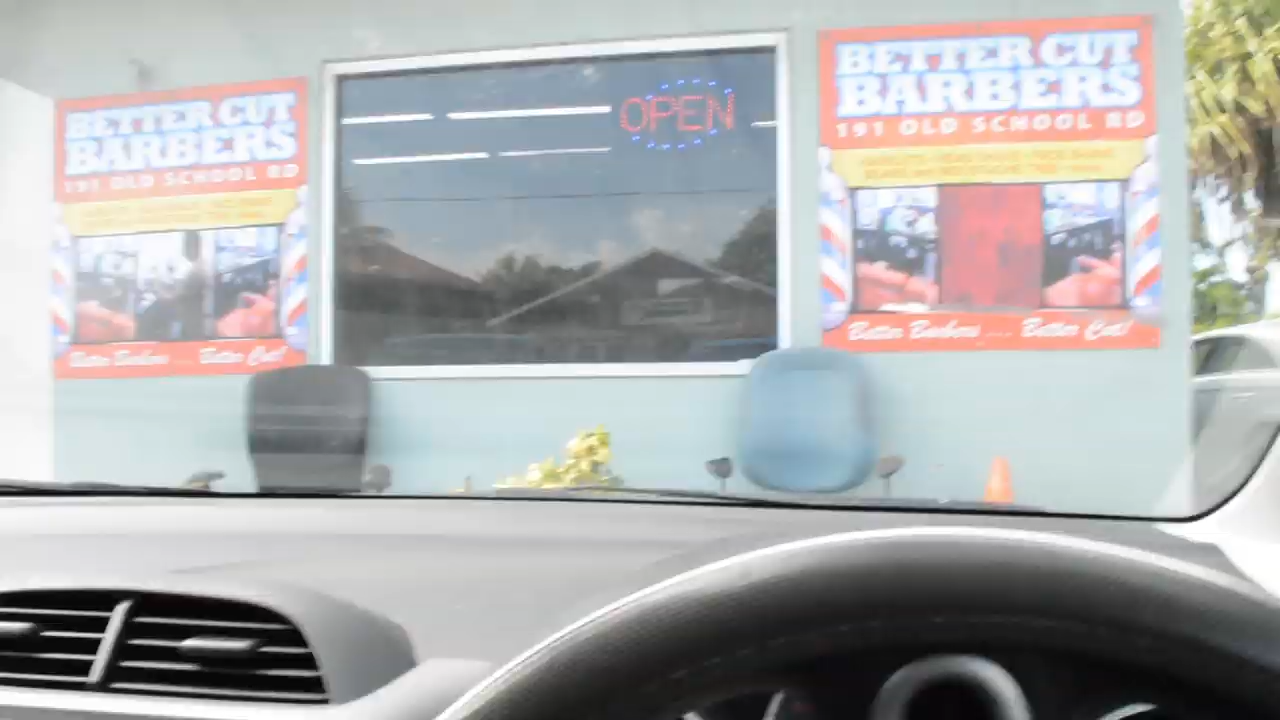 BETTER CUT
BARBERS
191 OLD SCHOOL RD
Better Barbers ... Better Cut!
OPEN
BETTER CUT
BARBERS
191 OLD SCHOOL RD
Better Barbers ... Better Cut!